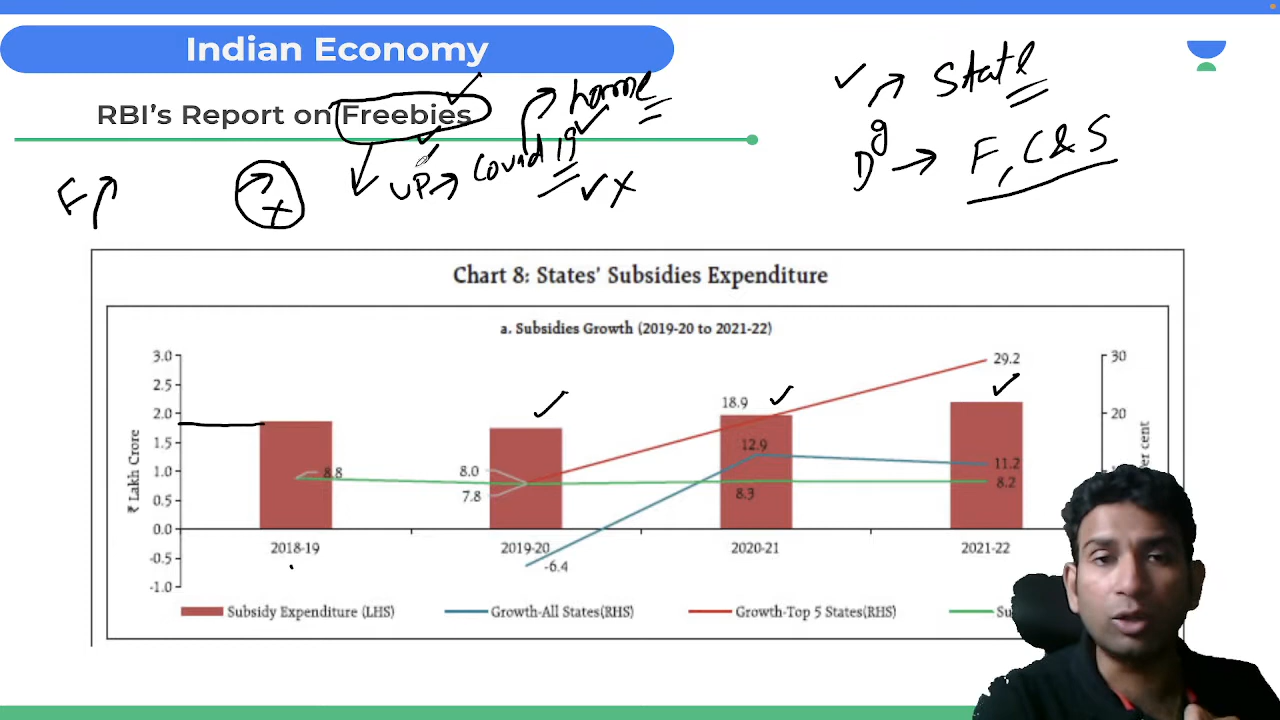 Indian Economy
RBI's Report on Freebies
home
State
UP → Covid 19
D → F, C & S
F
Chart 8: States' Subsidies Expenditure
a. Subsidies Growth (2019-20 to 2021-22)
3.0
2.5
2.0
1.5
1.0
0.5
0.0
-0.5
-1.0
₹ Lakh Crore
30
20
29.2
18.9
12.9
11.2
8.8
8.0
7.8
8.3
8.2
-6.4
2018-19
2019-20
2020-21
2021-22
Subsidy Expenditure (LHS)
Growth-All States(RHS)
Growth-Top 5 States(RHS)